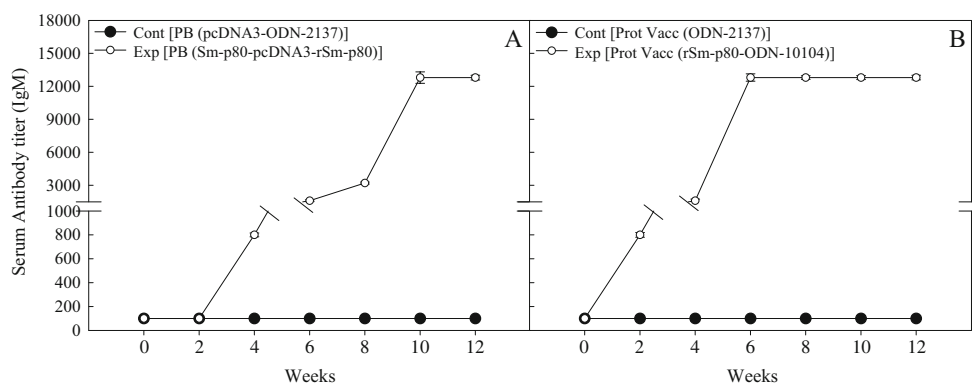 Cont [PB (pcDNA3-ODN-2137)]
Exp [PB (Sm-p80-pcDNA3-rSm-p80)]
A
Cont [Prot Vacc (ODN-2137)]
Exp [Prot Vacc (rSm-p80-ODN-10104)]
B
Serum Antibody titer (IgM)
18000
15000
12000
9000
6000
3000
1000
800
600
400
200
0
0 2 4 6 8 10 12
0 2 4 6 8 10 12
Weeks
Weeks